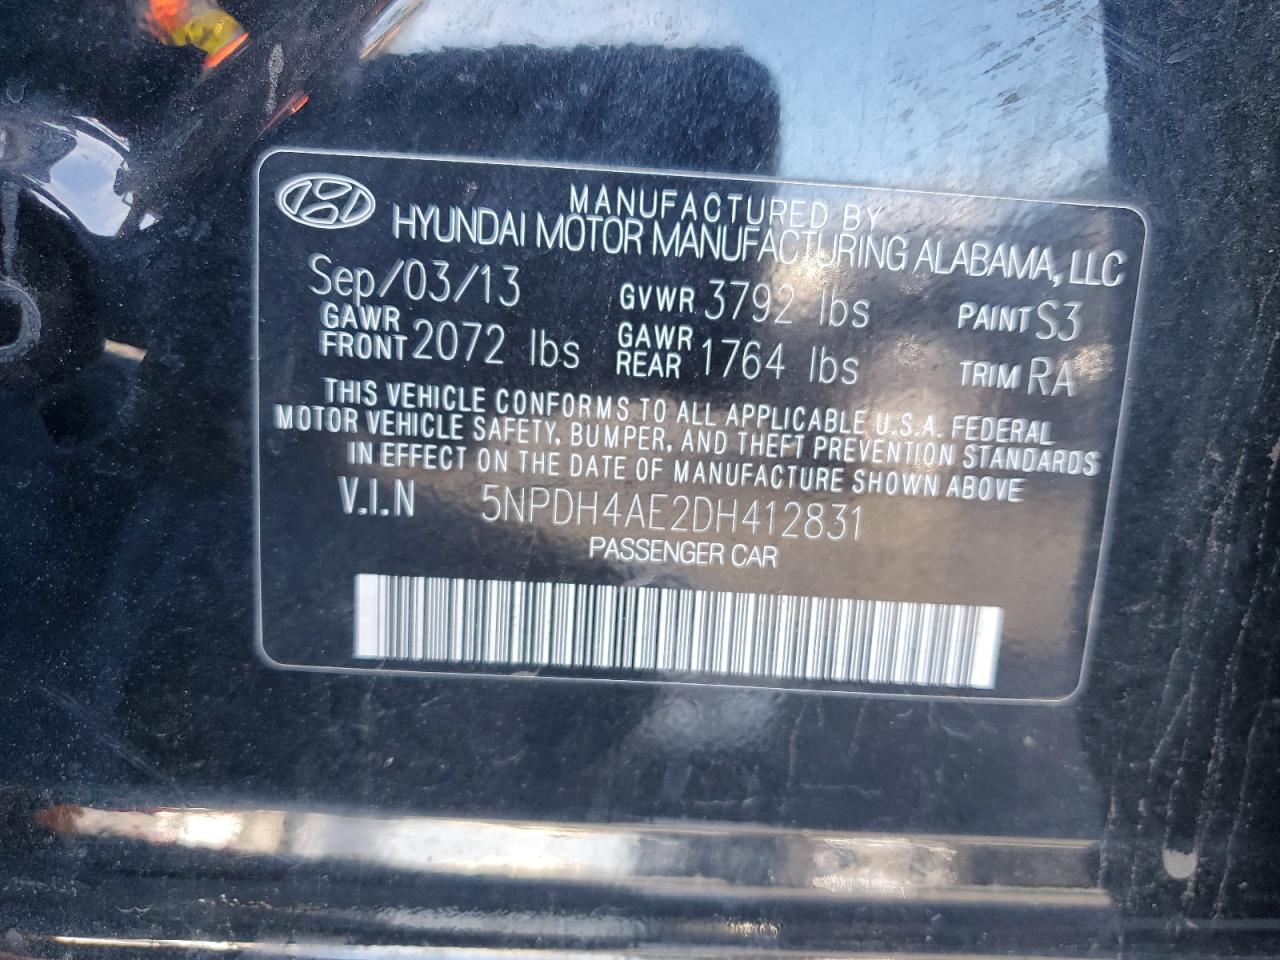 MANUFACTURED BY
HYUNDAI MOTOR MANUFACTURING ALABAMA, LLC
Sep/03/13 GVWR 3792 lbs PAINT S3
GAWR FRONT 2072 lbs GAWR REAR 1764 lbs TRIM RA
THIS VEHICLE CONFORMS TO ALL APPLICABLE U.S.A. FEDERAL
MOTOR VEHICLE SAFETY, BUMPER, AND THEFT PREVENTION STANDARDS
IN EFFECT ON THE DATE OF MANUFACTURE SHOWN ABOVE
V.I.N 5NPDH4AE2DH412831
PASSENGER CAR